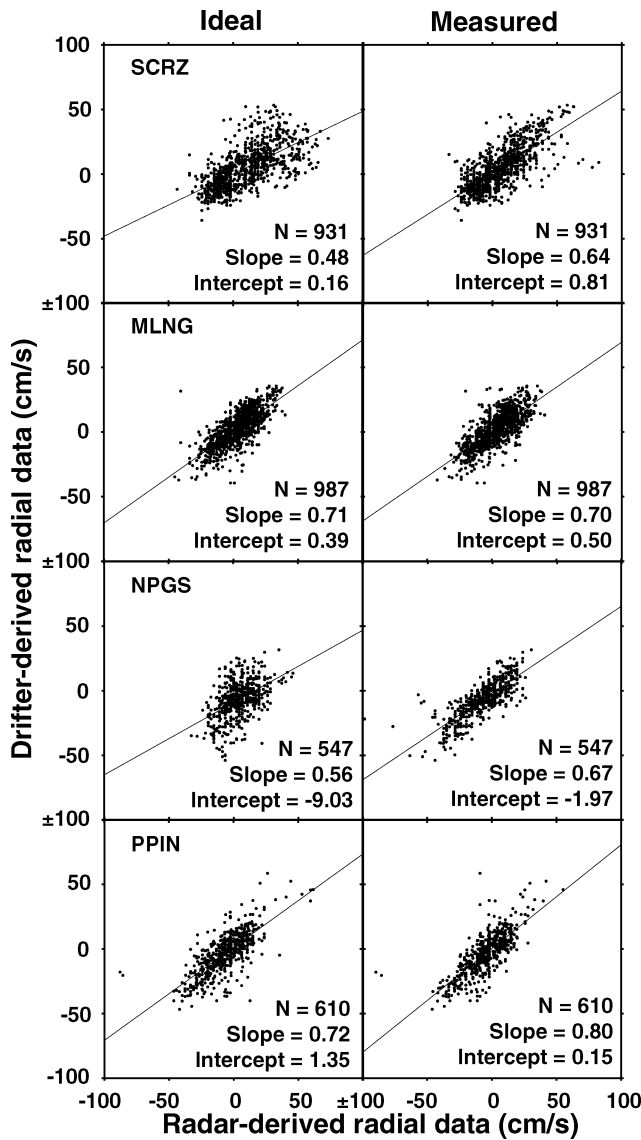 Ideal Measured
100
SCRZ
50
0
-50
N = 931
Slope = 0.48
Intercept = 0.16
N = 931
Slope = 0.64
Intercept = 0.81
±100
MLNG
50
0
-50
N = 987
Slope = 0.71
Intercept = 0.39
N = 987
Slope = 0.70
Intercept = 0.50
±100
NPGS
50
0
-50
N = 547
Slope = 0.56
Intercept = -9.03
N = 547
Slope = 0.67
Intercept = -1.97
±100
PPIN
50
0
-50
N = 610
Slope = 0.72
Intercept = 1.35
N = 610
Slope = 0.80
Intercept = 0.15
-100
-100 -50 0 50 ±100 -50 0 50 100
Radar-derived radial data (cm/s)
Drifter-derived radial data (cm/s)